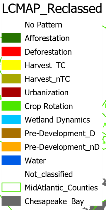 LCMAP_Reclassed
No Pattern
Afforestation
Deforestation
Harvest_TC
Harvest_nTC
Urbanization
Crop Rotation
Wetland Dynamics
Pre-Development_D
Pre-Development_nD
Water
Not_classified
MidAtlantic_Counties
Chesapeake_Bay